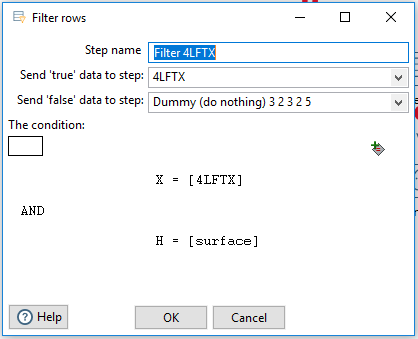 Filter rows
Step name Filter 4LFTX
Send 'true' data to step: 4LFTX
Send 'false' data to step: Dummy (do nothing) 3 2 3 2 5
The condition:
X = [4LFTX]
AND
H = [surface]
Help OK Cancel